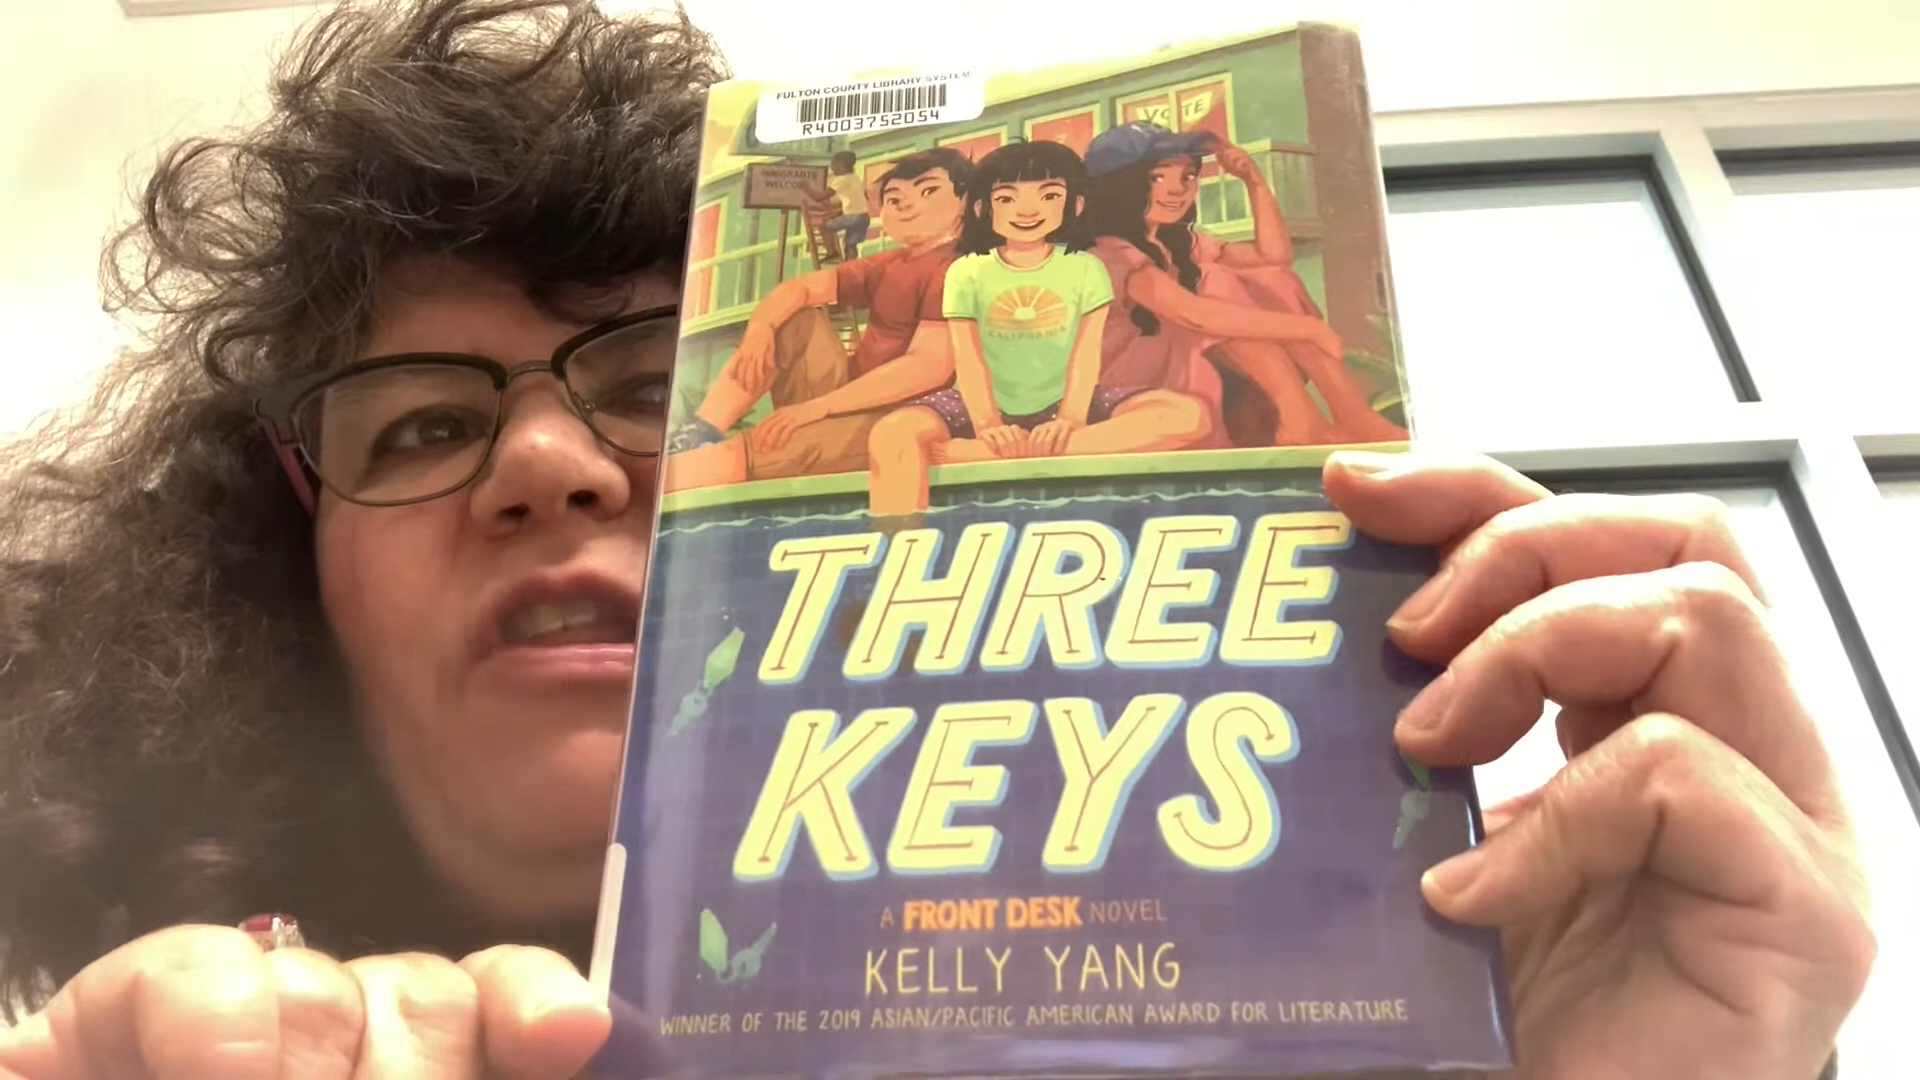 FULTON COUNTY LIBRARY SYSTEM
R4003752054
VOTE
IMMIGRANTS
WELCOME
CALIFORNIA
THREE
KEYS
A FRONT DESK NOVEL
KELLY YANG
WINNER OF THE 2019 ASIAN/PACIFIC AMERICAN AWARD FOR LITERATURE